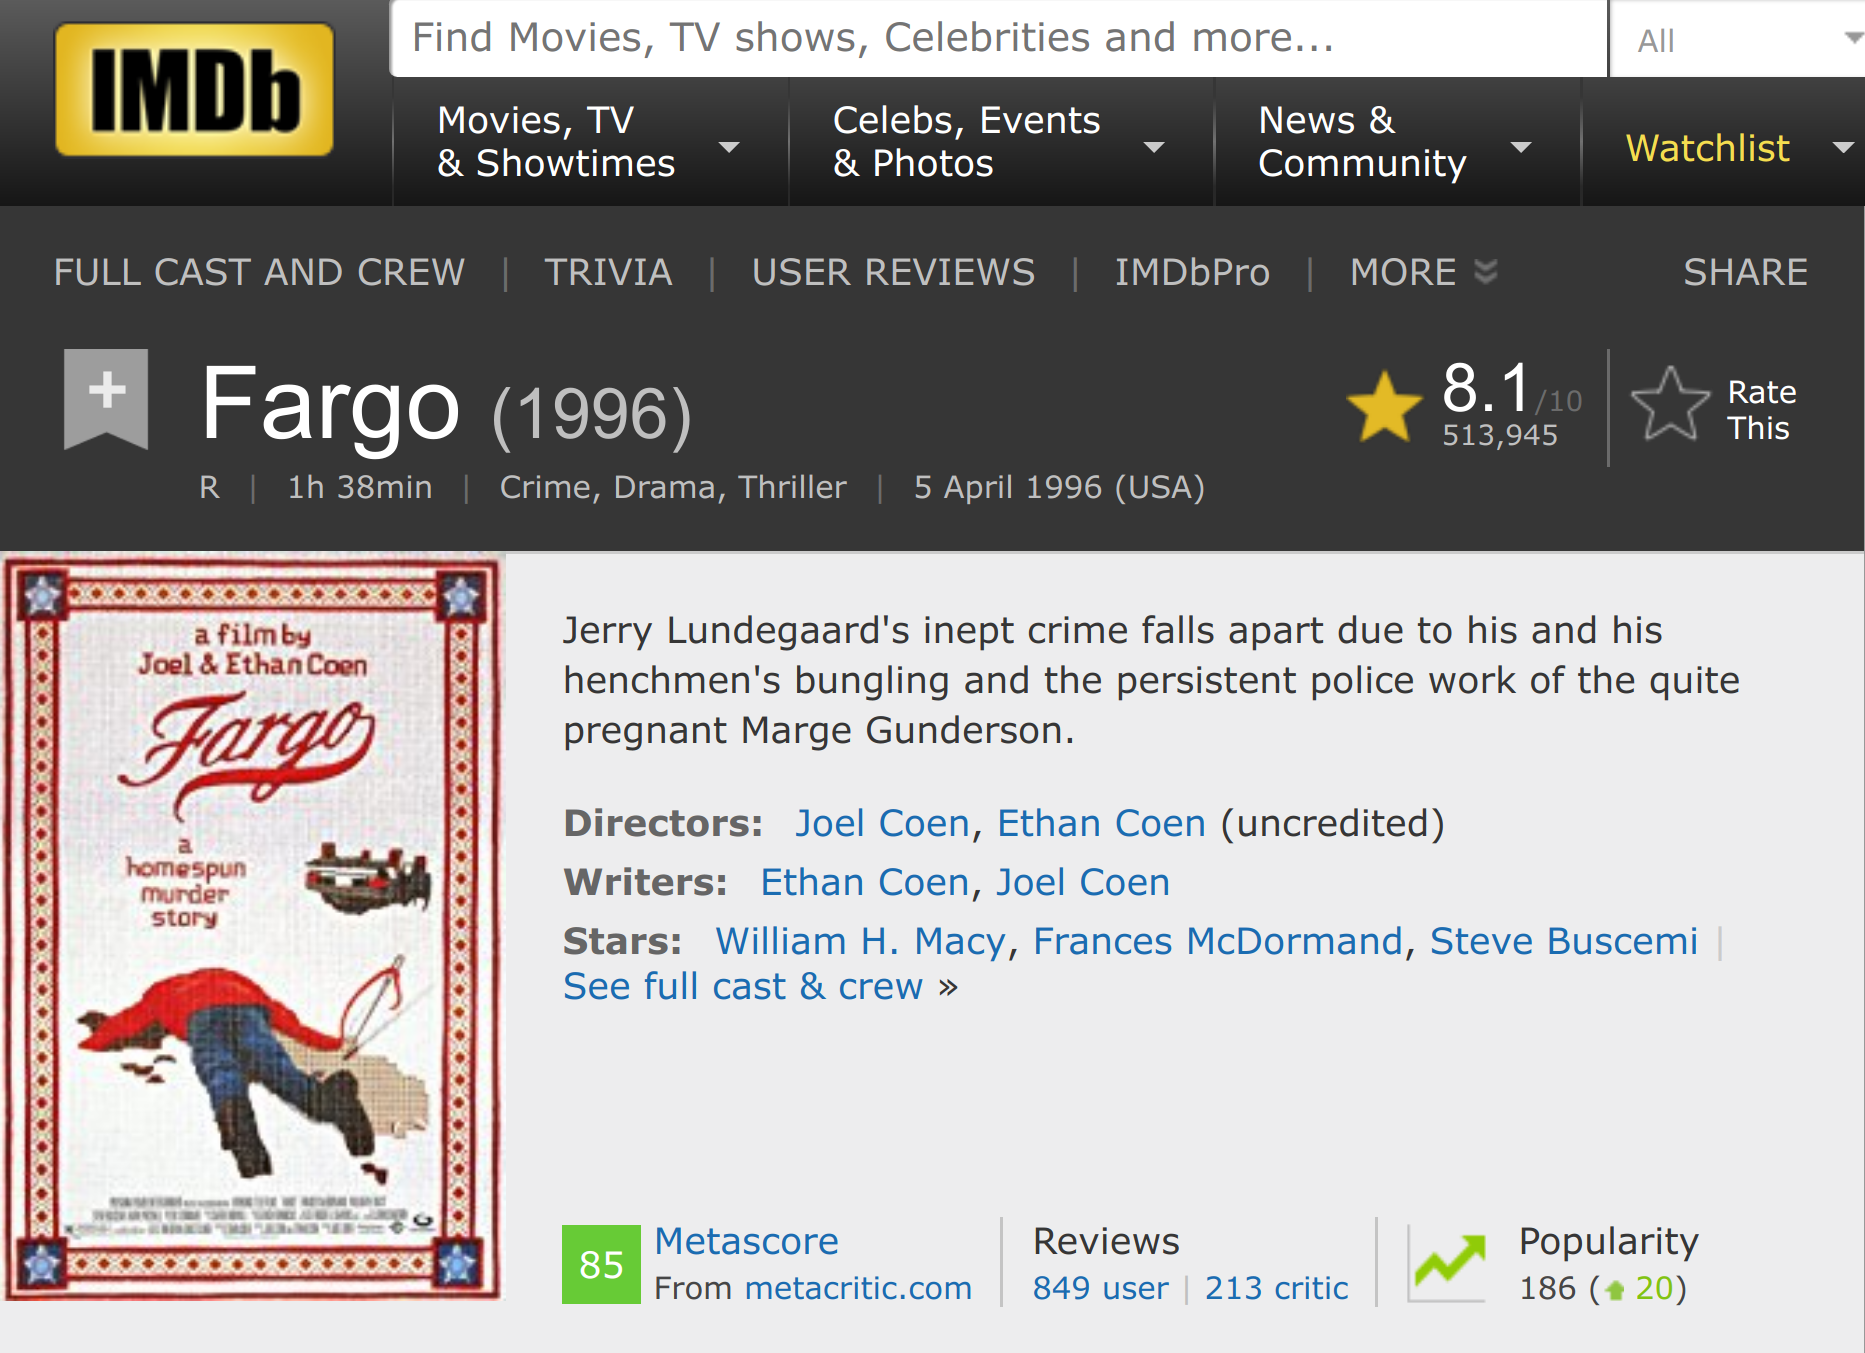 IMDb
Find Movies, TV shows, Celebrities and more...
All
Movies, TV
& Showtimes
Celebs, Events
& Photos
News &
Community
Watchlist
FULL CAST AND CREW | TRIVIA | USER REVIEWS | IMDbPro | MORE
SHARE
Fargo (1996)
8.1/10
513,945
Rate
This
R | 1h 38min | Crime, Drama, Thriller | 5 April 1996 (USA)
a film by
Joel & Ethan Coen
Fargo
a
homespun
murder
story
Jerry Lundegaard's inept crime falls apart due to his and his
henchmen's bungling and the persistent police work of the quite
pregnant Marge Gunderson.
Directors: Joel Coen, Ethan Coen (uncredited)
Writers: Ethan Coen, Joel Coen
Stars: William H. Macy, Frances McDormand, Steve Buscemi |
See full cast & crew »
85
Metascore
From metacritic.com
Reviews
849 user | 213 critic
Popularity
186 (20)